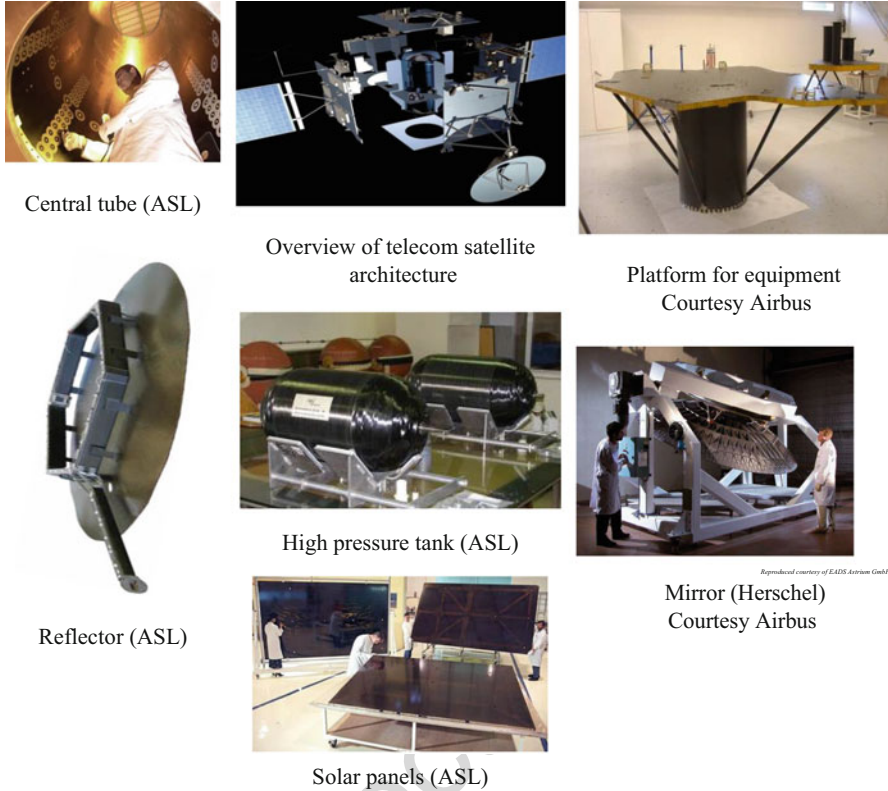 Central tube (ASL)
Overview of telecom satellite
architecture
Platform for equipment
Courtesy Airbus
Reflector (ASL)
High pressure tank (ASL)
Reproduced courtesy of EADS Astrium GmbH
Mirror (Herschel)
Courtesy Airbus
Solar panels (ASL)